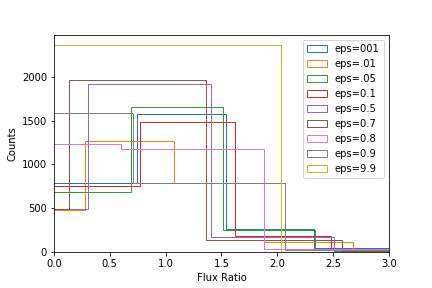 2000
1500
1000
500
0
Counts
0.0 0.5 1.0 1.5 2.0 2.5 3.0
Flux Ratio
eps=001
eps=.01
eps=.05
eps=0.1
eps=0.5
eps=0.7
eps=0.8
eps=0.9
eps=9.9